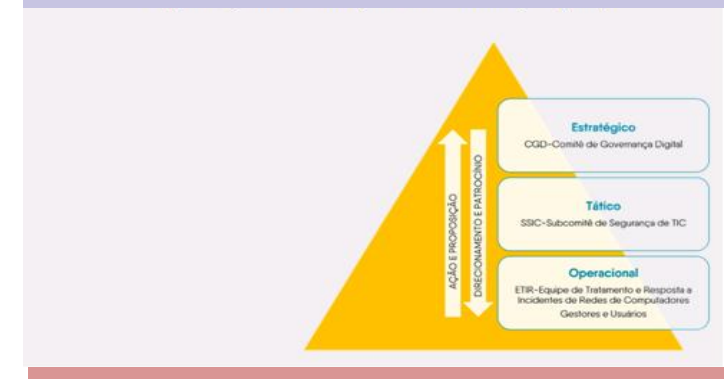 Estratégico
CGD-Comitê de Governança Digital
Tático
SSIC-Subcomitê de Segurança de TIC
Operacional
ETIR-Equipe de Tratamento e Resposta a
Incidentes de Redes de Computadores
Gestores e Usuários
AÇÃO E PROPOSIÇÃO
DIRECIONAMENTO E PATROCÍNIO